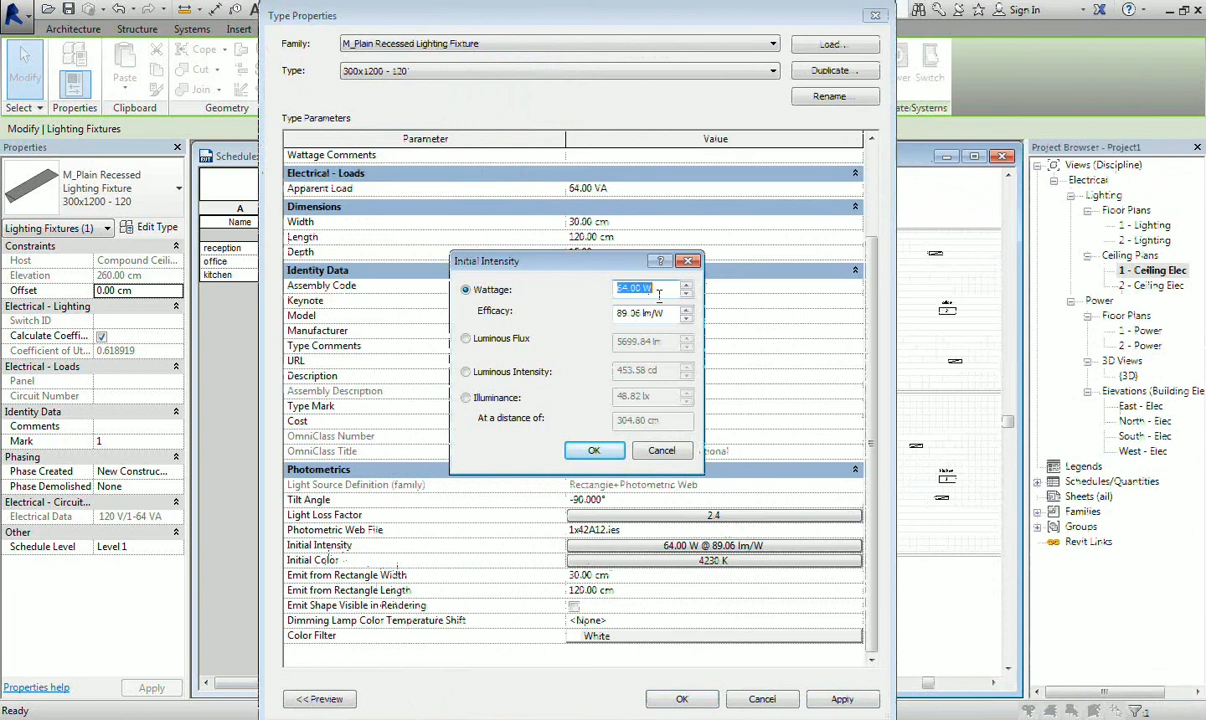 Type Properties
Sign In
Architecture
Structure
Systems
Insert
Family:
M_Plain Recessed Lighting Fixture
Load...
Type:
300x1200 - 120
Duplicate...
Rename...
Modify
Paste
Cope
Cut
Join
Switch
Select
Properties
Clipboard
Geometry
Type Parameters
Modify | Lighting Fixtures
Parameter
Value
Properties
M_Plain Recessed
Lighting Fixture
300x1200 - 120
Lighting Fixtures (1)
Edit Type
Constraints
Host
Compound Ceili...
Elevation
260.00 cm
Offset
0.00 cm
Electrical - Lighting
Switch ID
Calculate Coeffi...
Coefficient of Ut...
0.618919
Electrical - Loads
Panel
Circuit Number
Identity Data
Comments
Mark
1
Phasing
Phase Created
New Construc...
Phase Demolished
None
Electrical - Circuit...
Electrical Data
120 V/1-64 VA
Other
Schedule Level
Level 1
Properties help
Apply
Ready
Schedule
A
Name
reception
office
kitchen
Wattage Comments
Electrical - Loads
Apparent Load
64.00 VA
Dimensions
Width
30.00 cm
Length
120.00 cm
Depth
Identity Data
Assembly Code
Keynote
Model
Manufacturer
Type Comments
URL
Description
Assembly Description
Type Mark
Cost
OmniClass Number
OmniClass Title
Photometrics
Light Source Definition (family)
Rectangle+Photometric Web
Tilt Angle
-90.000°
Light Loss Factor
2.4
Photometric Web File
1x42A12.ies
Initial Intensity
64.00 W @ 89.06 lm/W
Initial Color
4230 K
Emit from Rectangle Width
30.00 cm
Emit from Rectangle Length
120.00 cm
Emit Shape Visible in Rendering
Dimming Lamp Color Temperature Shift
<None>
Color Filter
White
<< Preview
OK
Cancel
Apply
Initial Intensity
Wattage:
64.00 W
Efficacy:
89.06 lm/W
Luminous Flux
5699.84 lm
Luminous Intensity:
453.58 cd
Illuminance:
48.82 lx
At a distance of:
304.80 cm
OK
Cancel
Project Browser - Project1
Views (Discipline)
Electrical
Lighting
Floor Plans
1 - Lighting
2 - Lighting
Ceiling Plans
1 - Ceiling Elec
2 - Ceiling Elec
Power
Floor Plans
1 - Power
2 - Power
3D Views
{3D}
Elevations (Building Elev
East - Elec
North - Elec
South - Elec
West - Elec
Legends
Schedules/Quantities
Sheets (all)
Families
Groups
Revit Links
:1